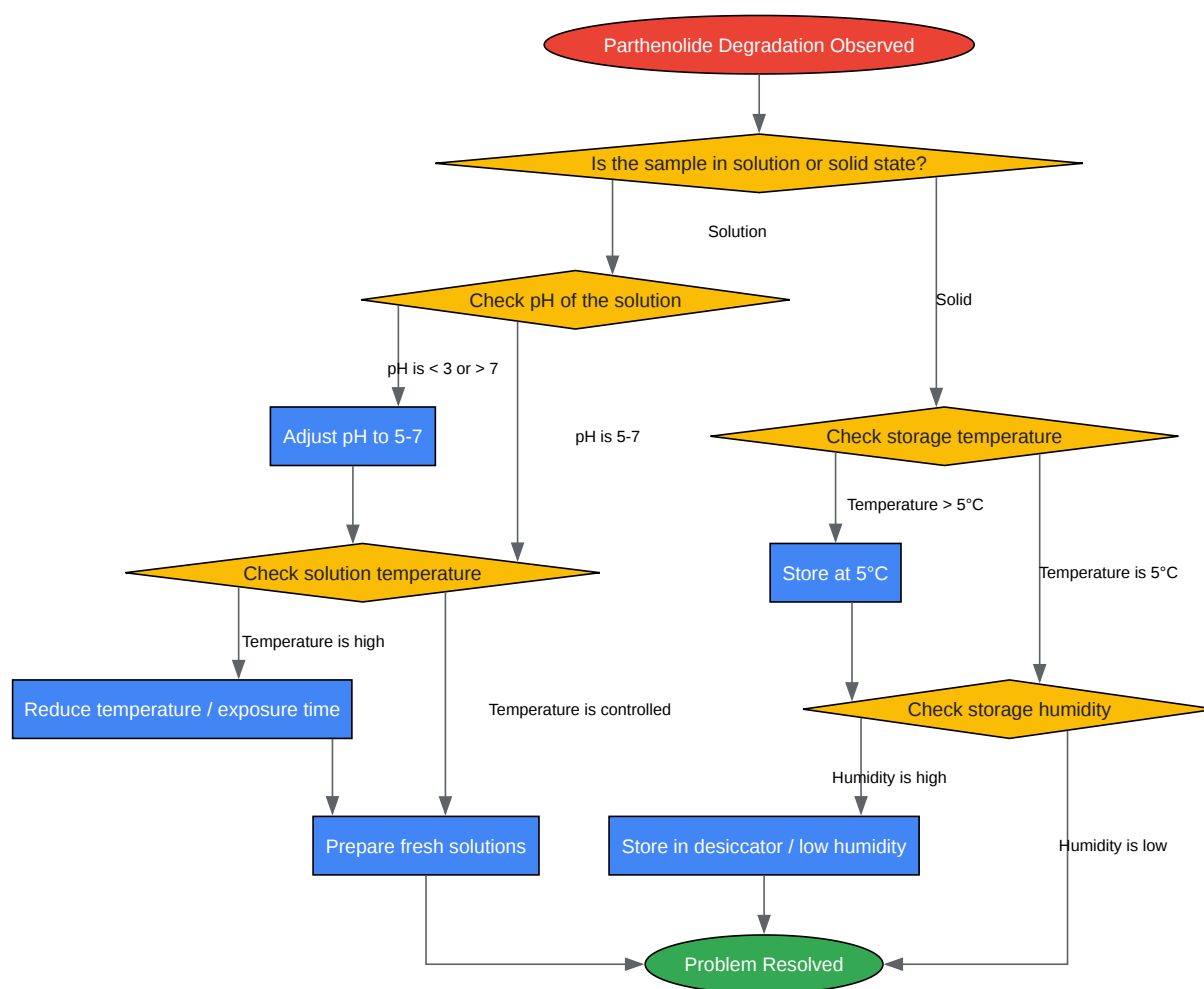 Parthenolide Degradation Observed
Is the sample in solution or solid state?
Solution
Check pH of the solution
Solid
pH is < 3 or > 7
Adjust pH to 5-7
pH is 5-7
Check storage temperature
Temperature > 5°C
Check solution temperature
Store at 5°C
Temperature is 5°C
Temperature is high
Reduce temperature / exposure time
Temperature is controlled
Check storage humidity
Humidity is high
Prepare fresh solutions
Store in desiccator / low humidity
Humidity is low
Problem Resolved